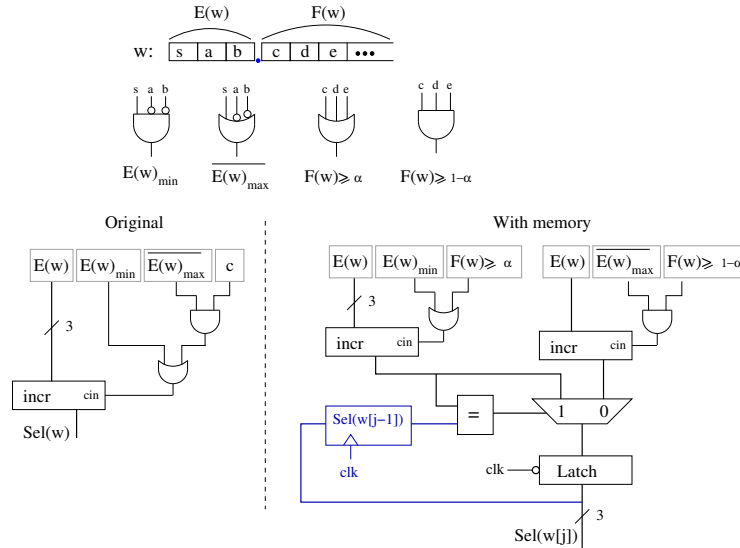 E(w) F(w)
w: s a b . c d e •••
s a b c d e c d e c d e
E(w)min E(w)max F(w)⩾ α F(w)⩾ 1−α
Original With memory
E(w) E(w)min E(w)max c E(w) E(w)min F(w)⩾ α E(w) E(w)max F(w)⩾ 1−α
3 3
incr cin incr cin
incr cin Sel(w[j−1]) = 1 0
Sel(w)
clk clk Latch
3
Sel(w[j])